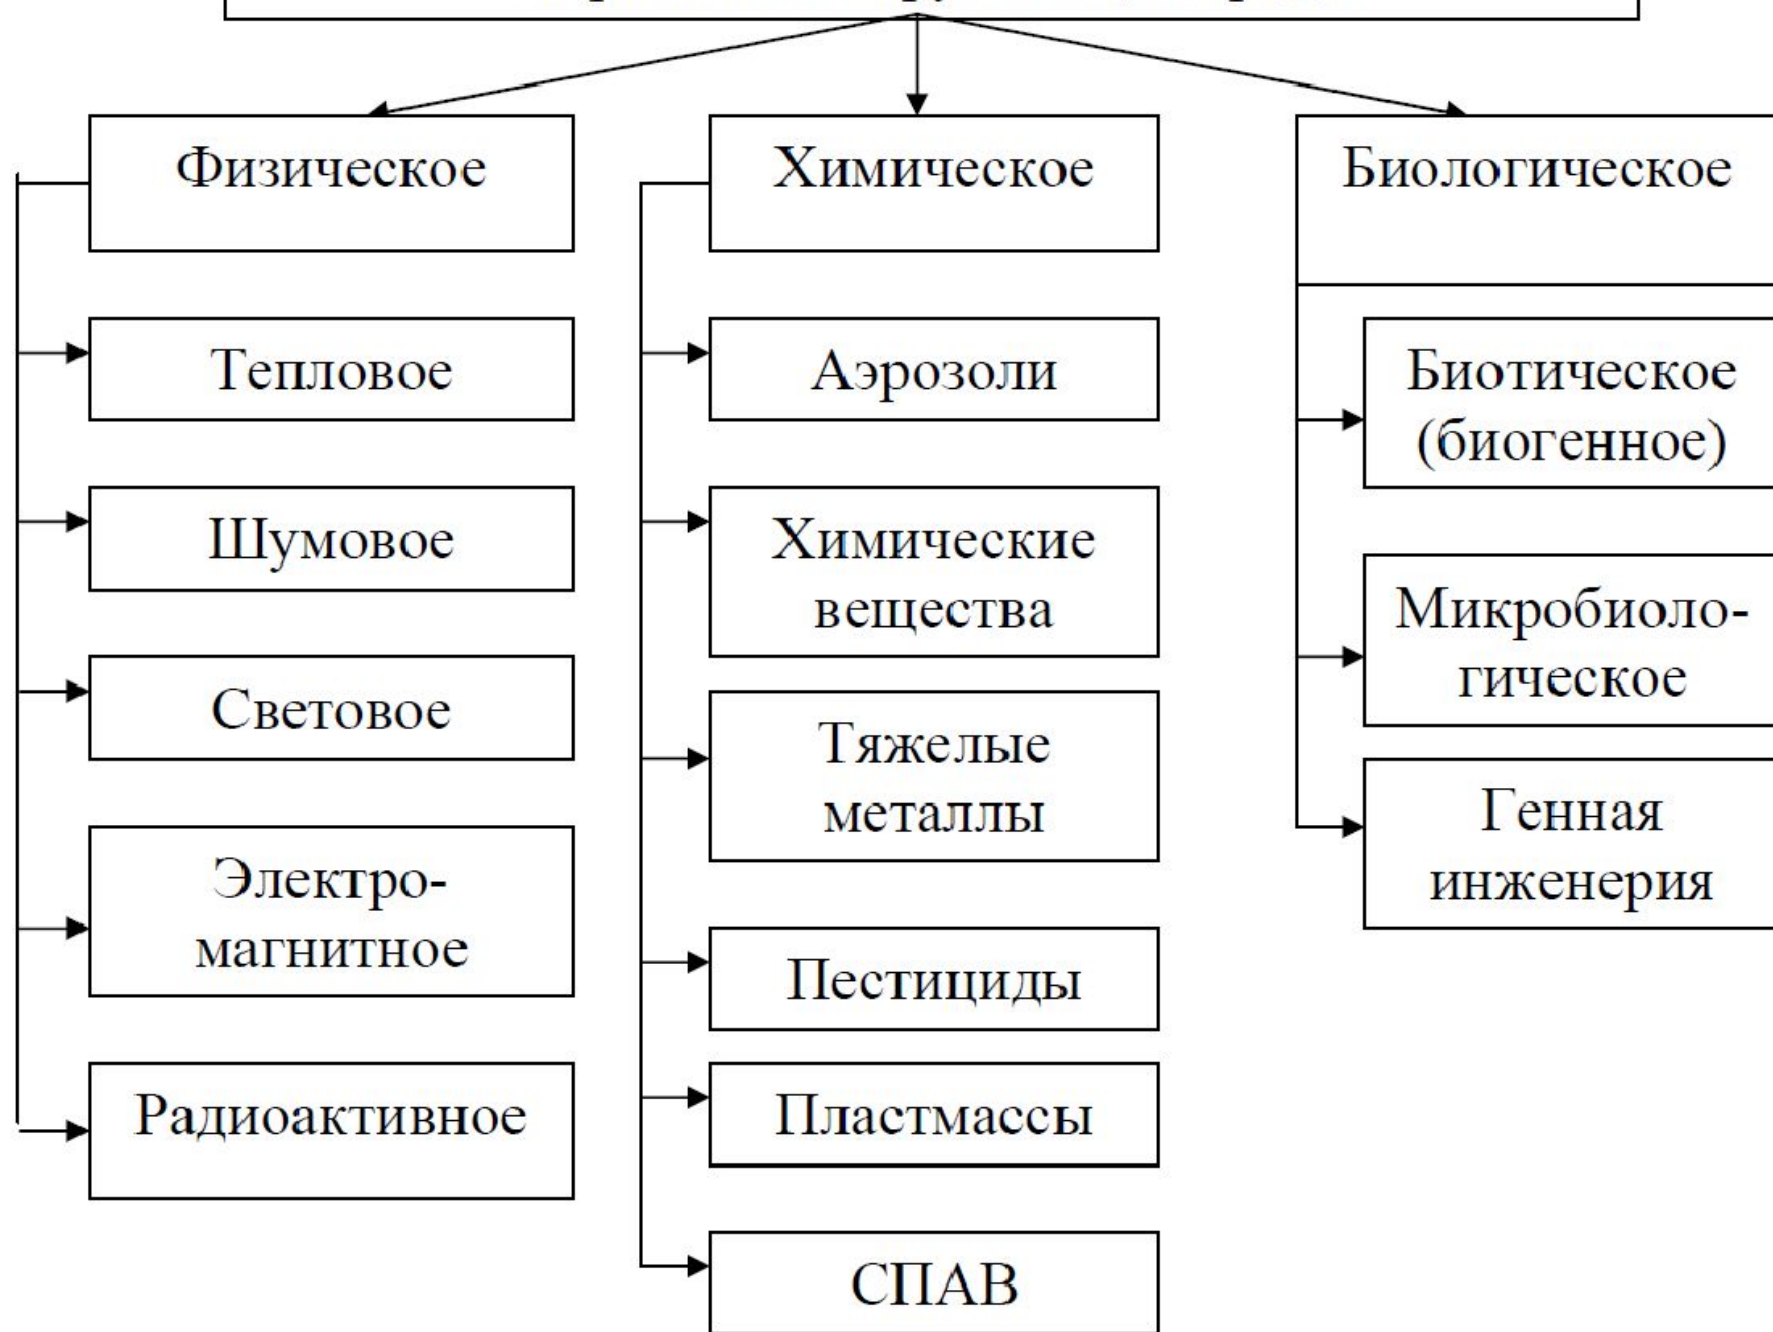 Физическое
Химическое
Биологическое
Тепловое
Аэрозоли
Биотическое
(биогенное)
Шумовое
Химические
вещества
Микробиоло-
гическое
Световое
Тяжелые
металлы
Генная
инженерия
Электро-
магнитное
Пестициды
Радиоактивное
Пластмассы
СПАВ